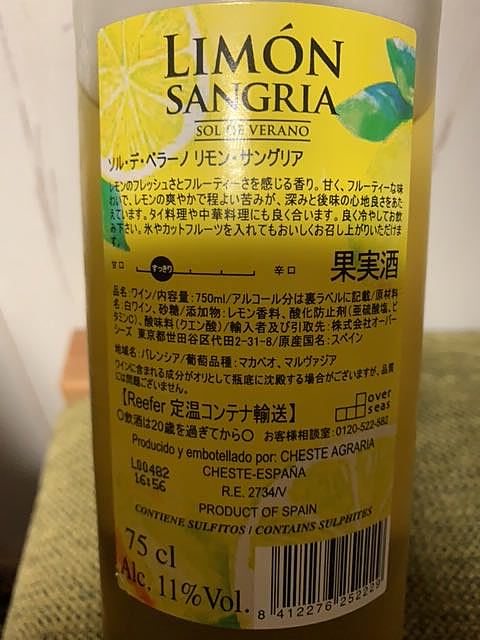 LIMÓN
SANGRIA
SOL DE VERANO
ソル・デ・ベラーノ リモン・サングリア
レモンのフレッシュさとフルーティーさを感じる香り。甘く、フルーティーな味
わいで、レモンの爽やかで程よい苦みが、深みと後味の心地良さをあた
えています。タイ料理や中華料理にも良く合います。良く冷やしてお飲
み下さい。氷やカットフルーツを入れてもおいしくお召し上がりいただけま
す。
甘口 すっきり 辛口 果実酒
品名:ワイン/内容量:750ml/アルコール分は裏ラベルに記載/原材料
名:白ワイン、砂糖/添加物:レモン香料、酸化防止剤(亜硫酸塩、ビ
タミンC)、酸味料(クエン酸)/輸入者及び引取先:株式会社オーバー
シーズ 東京都世田谷区代田2-31-8/原産国名:スペイン
地域名:バレンシア/葡萄品種:マカベオ、マルヴァジア
ワインに含まれる成分がオリとして瓶底に沈殿する場合がございますが、品質
には問題ございません。
【Reefer 定温コンテナ輸送】
over
seas
〇飲酒は20歳を過ぎてから〇 お客様相談室:0120-522-582
Producido y embotellado por: CHESTE AGRARIA
L00482
16:56
CHESTE-ESPAÑA
R.E. 2734/V
PRODUCT OF SPAIN
CONTIENE SULFITOS / CONTAINS SULPHITES
75 cl
Alc. 11% Vol.
8 412276 252229